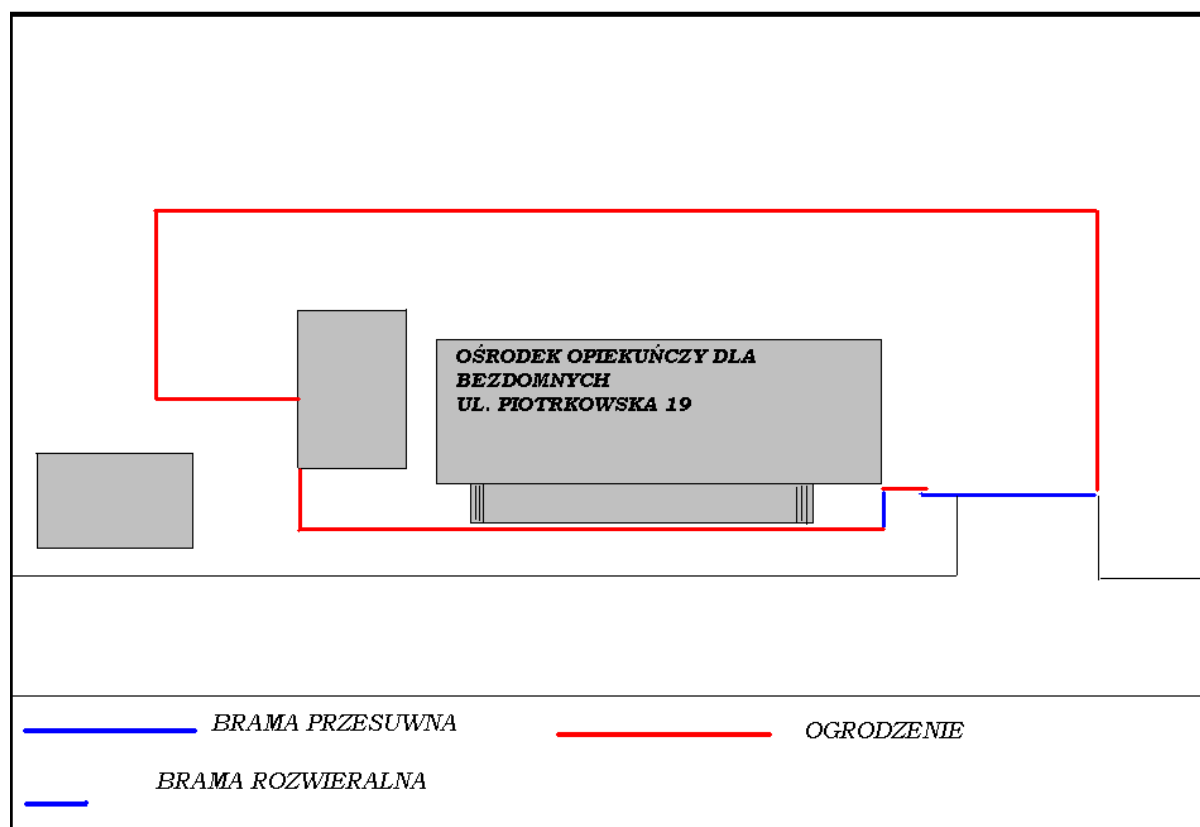 OŚRODEK OPIEKUŃCZY DLA
BEZDOMNYCH
UL. PIOTRKOWSKA 19
BRAMA PRZESUWNA
OGRODZENIE
BRAMA ROZWIERALNA